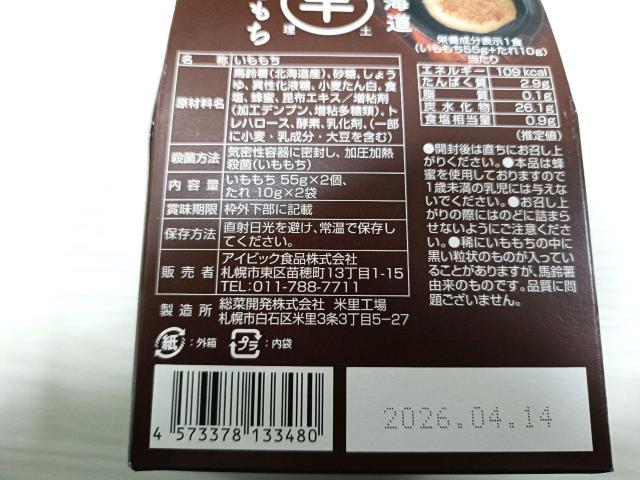 海道
理
土
もち
名 称 いももち
原材料名 馬鈴薯(北海道産)、砂糖、しょう
ゆ、異性化液糖、小麦たん白、食
塩、蜂蜜、昆布エキス/増粘剤
(加工デンプン、増粘多糖類)、ト
レハロース、酵素、乳化剤、(一部
に小麦・乳成分・大豆を含む)
殺菌方法 気密性容器に密封し、加圧加熱
殺菌(いももち)
内 容 量 いももち 55g×2個、
たれ 10g×2袋
賞味期限 枠外下部に記載
保存方法 直射日光を避け、常温で保存し
てください。
販 売 者 アイビック食品株式会社
札幌市東区苗穂町13丁目1-15
TEL:011-788-7711
製 造 所 総菜開発株式会社 米里工場
札幌市白石区米里3条3丁目5-27
紙 :外箱 プラ :内袋
栄養成分表示1食
(いももち55g+たれ10g)
当たり
エネルギー 109 kcal
たんぱく質 2.9g
脂 質 0.1g
炭水化物 26.1g
食塩相当量 0.9g
(推定値)
●開封後は直ちにお召し上
がりください。●本品は蜂
蜜を使用しておりますので
1歳未満の乳児には与えな
いでください。●お召し上
がりの際にはのどに詰まら
せないようにご注意くださ
い。●稀にいももちの中に
黒い粒状のものが入ってい
ることがありますが、馬鈴薯
由来のものです。品質に問
題ございません。
4 573378 133480
2026.04.14